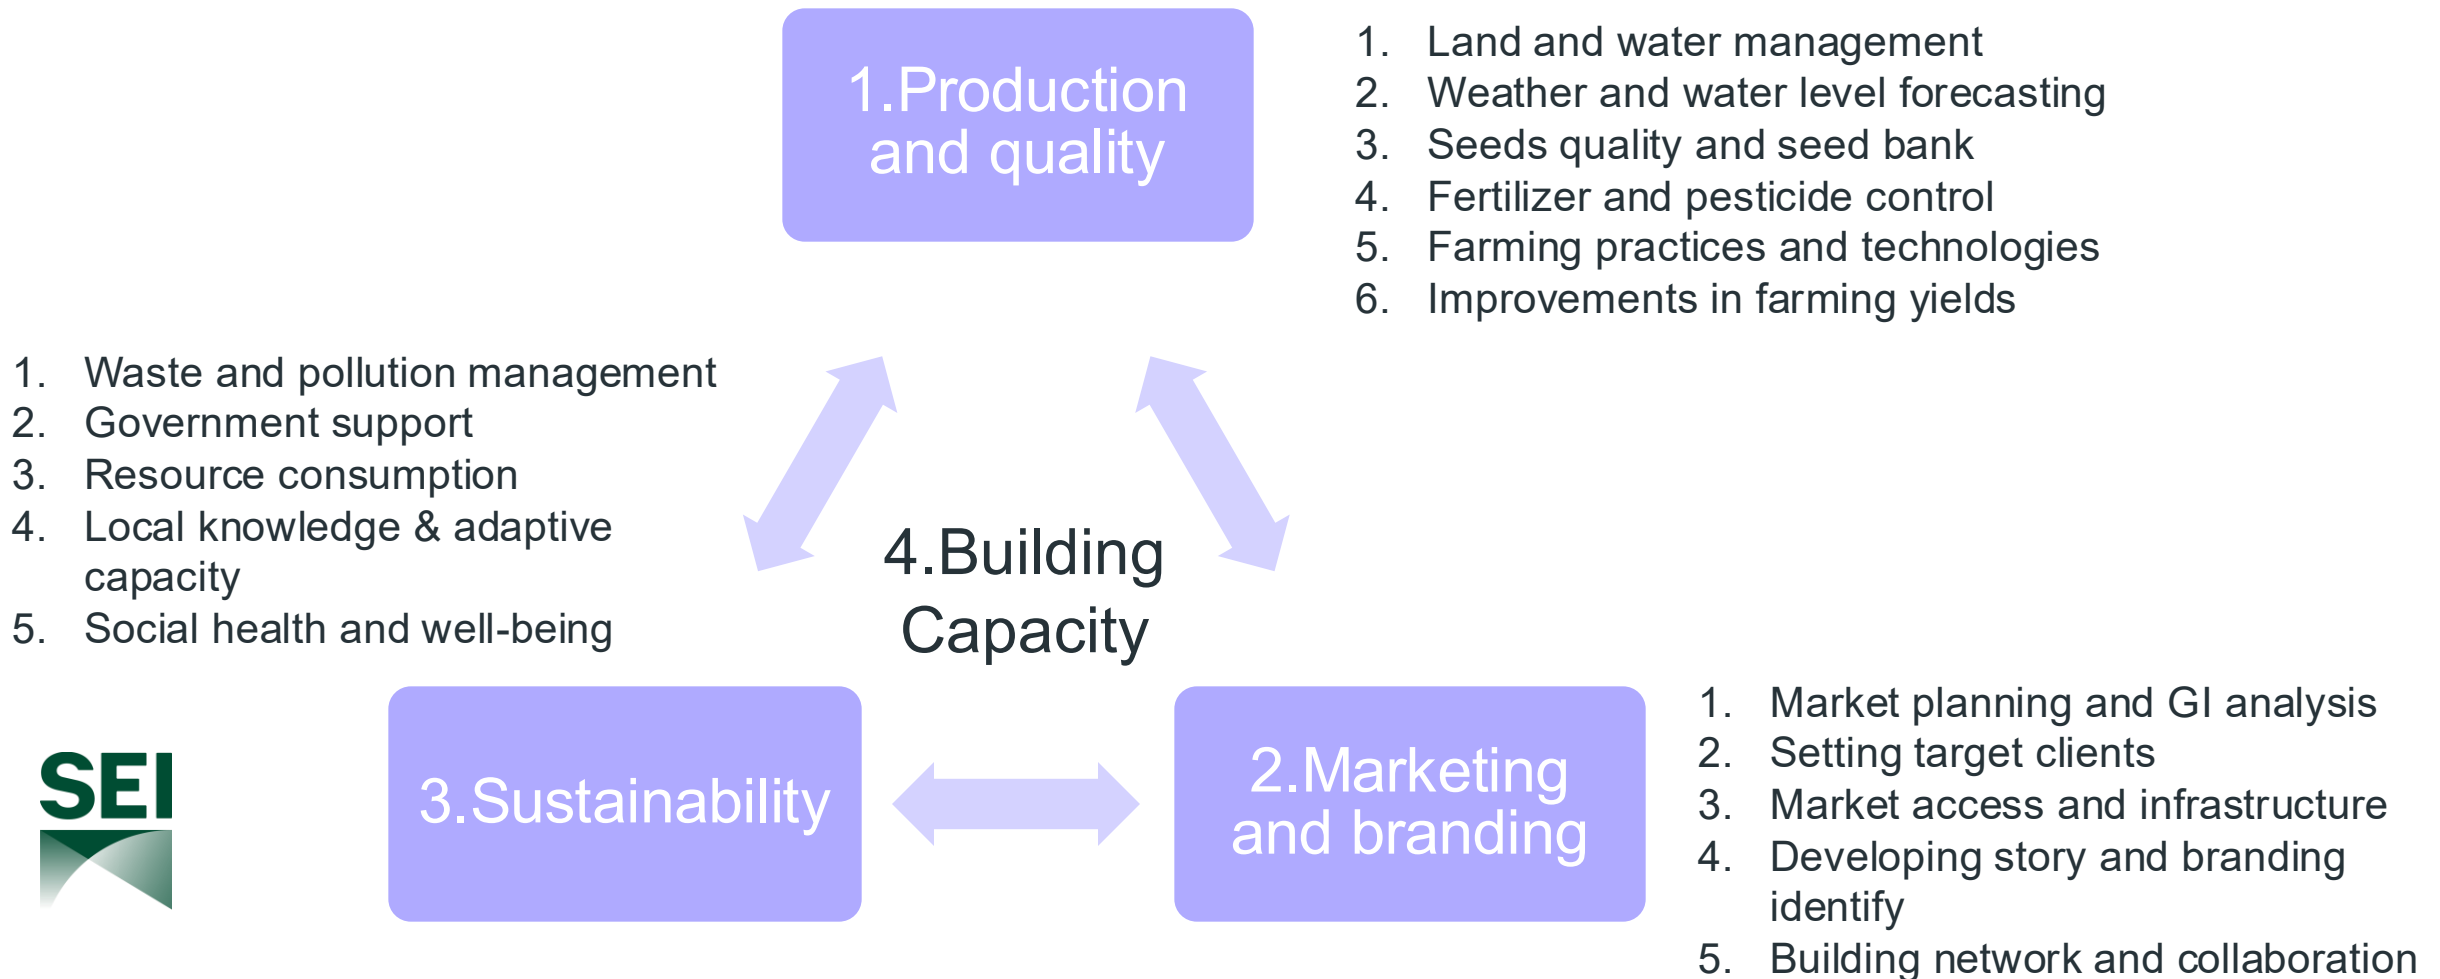 1.Production
and quality
1. Land and water management
2. Weather and water level forecasting
3. Seeds quality and seed bank
4. Fertilizer and pesticide control
5. Farming practices and technologies
6. Improvements in farming yields
1. Waste and pollution management
2. Government support
3. Resource consumption
4. Local knowledge & adaptive
capacity
5. Social health and well-being
4.Building
Capacity
3.Sustainability
2.Marketing
and branding
1. Market planning and GI analysis
2. Setting target clients
3. Market access and infrastructure
4. Developing story and branding
identify
5. Building network and collaboration
SEI